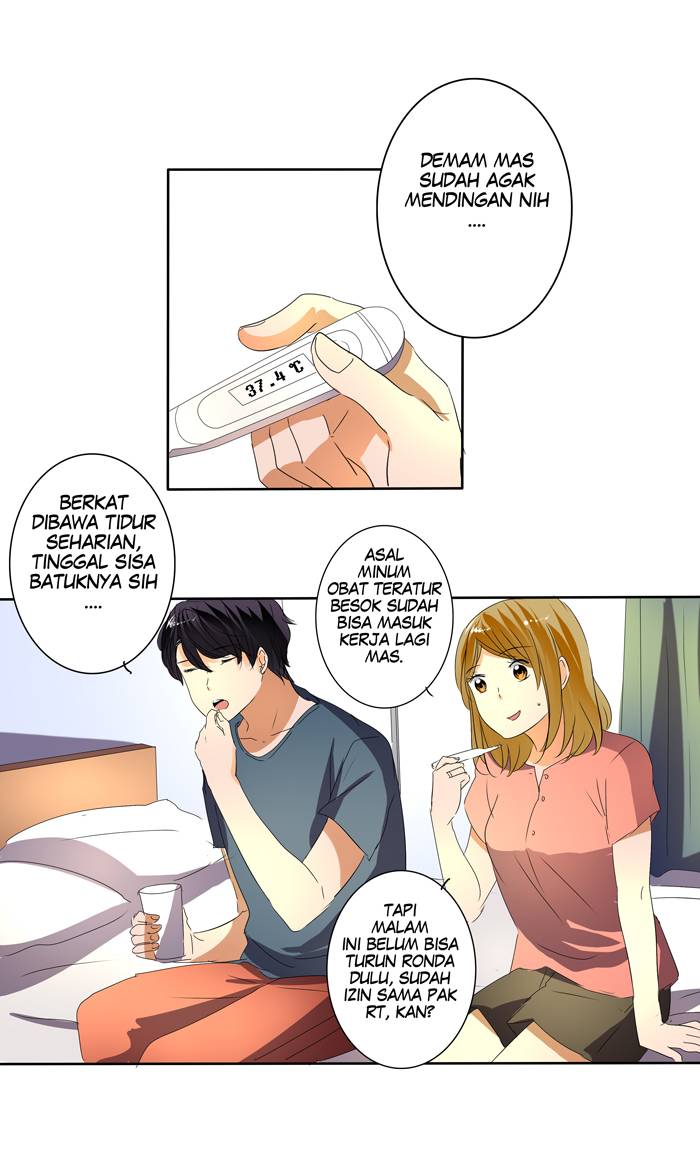 DEMAM MAS
SUDAH AGAK
MENDINGAN NIH
....
37.4℃
BERKAT
DIBAWA TIDUR
SEHARIAN,
TINGGAL SISA
BATUKNYA SIH
....
ASAL
MINUM
OBAT TERATUR
BESOK SUDAH
BISA MASUK
KERJA LAGI
MAS.
TAPI
MALAM
INI BELUM BISA
TURUN RONDA
DULU, SUDAH
IZIN SAMA PAK
RT, KAN?